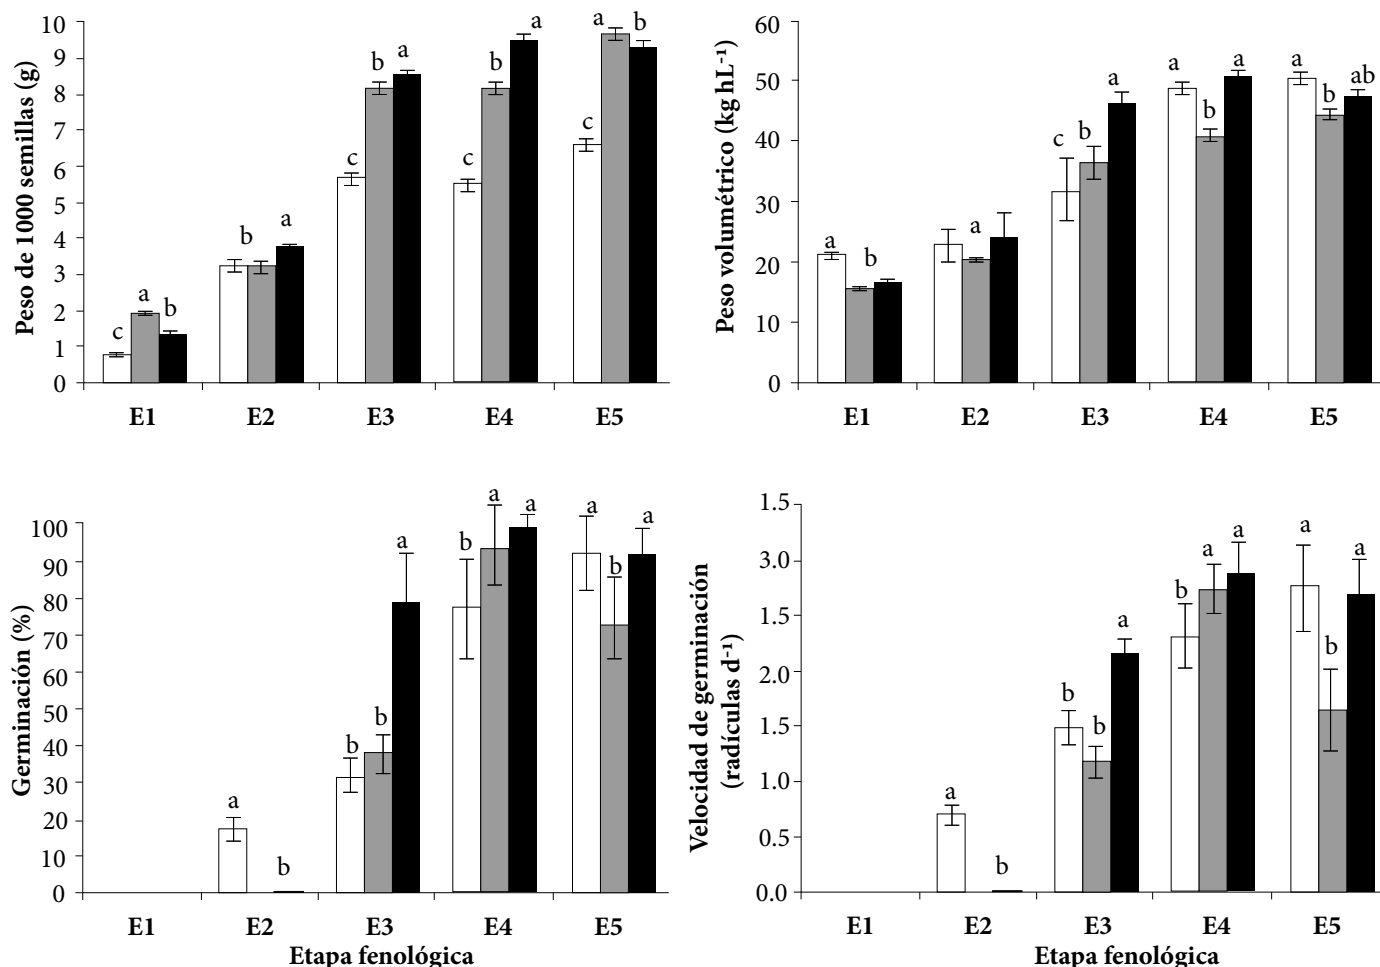 Peso de 1000 semillas (g)
10
9
8
7
6
5
4
3
2
1
0
c a b
b a
c b a
c b a
c a b
E1 E2 E3 E4 E5
Peso volumétrico (kg hL⁻¹)
60
50
40
30
20
10
0
a b
a
c b a
a b a
a b ab
E1 E2 E3 E4 E5
Germinación (%)
100
90
80
70
60
50
40
30
20
10
0
a b
b b a
b a a
a b a
E1 E2 E3 E4 E5
Etapa fenológica
Velocidad de germinación
(radículas d⁻¹)
1.5
3.0
1.5
2.0
1.5
1.0
0.5
0.0
a b
b b a
b a a
a b a
E1 E2 E3 E4 E5
Etapa fenológica